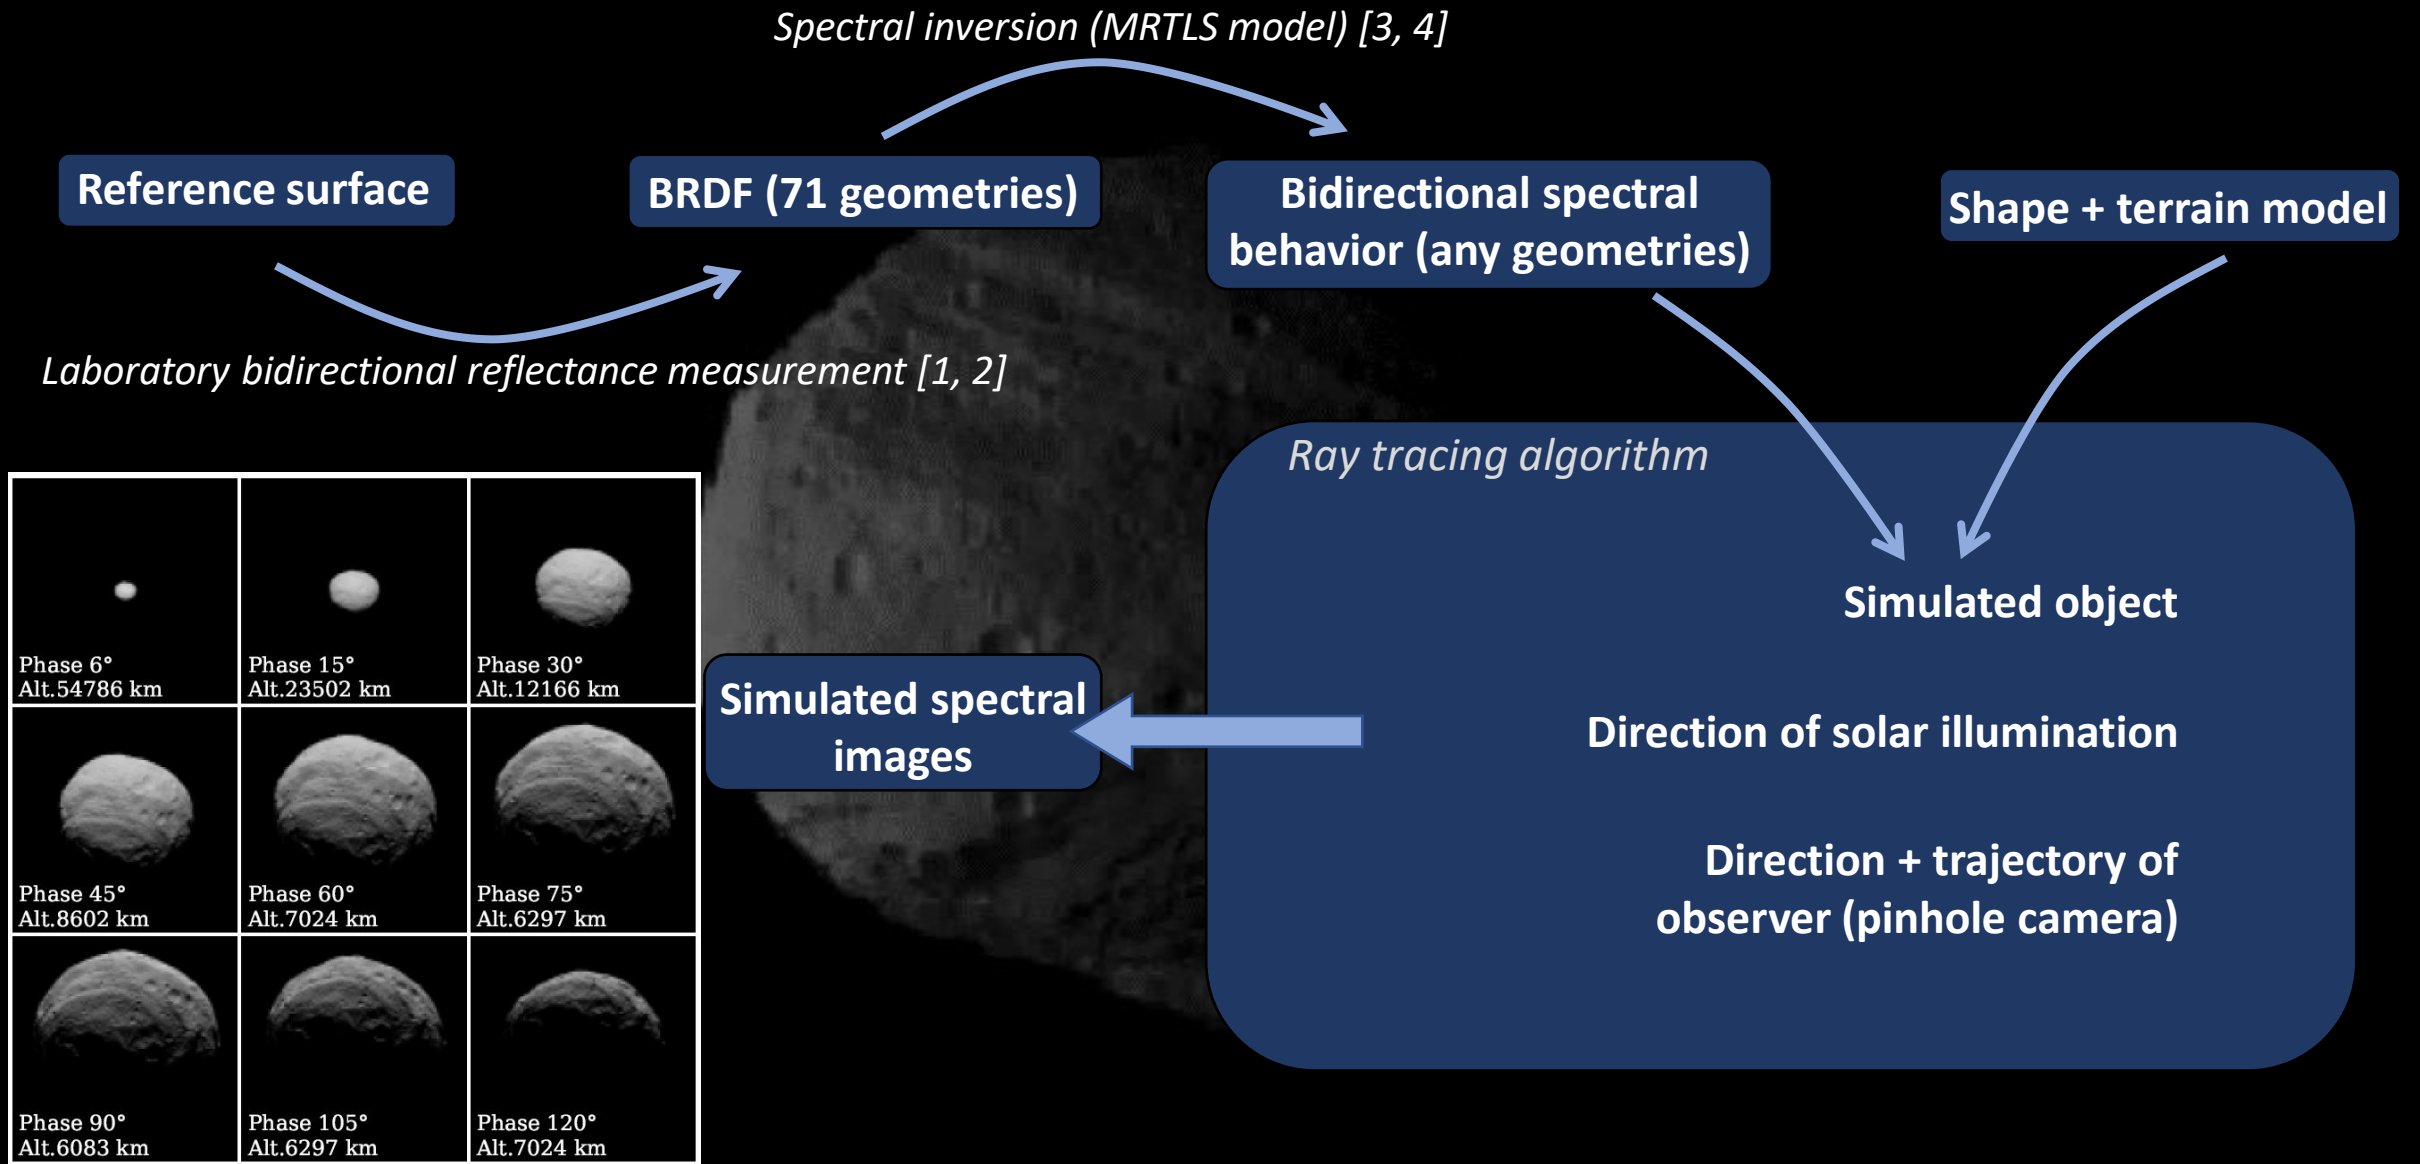 Spectral inversion (MRTLS model) [3, 4]
Reference surface
BRDF (71 geometries)
Bidirectional spectral
behavior (any geometries)
Shape + terrain model
Laboratory bidirectional reflectance measurement [1, 2]
Ray tracing algorithm
Simulated object
Direction of solar illumination
Direction + trajectory of
observer (pinhole camera)
Simulated spectral
images
Phase 6°
Alt.54786 km
Phase 15°
Alt.23502 km
Phase 30°
Alt.12166 km
Phase 45°
Alt.8602 km
Phase 60°
Alt.7024 km
Phase 75°
Alt.6297 km
Phase 90°
Alt.6083 km
Phase 105°
Alt.6297 km
Phase 120°
Alt.7024 km